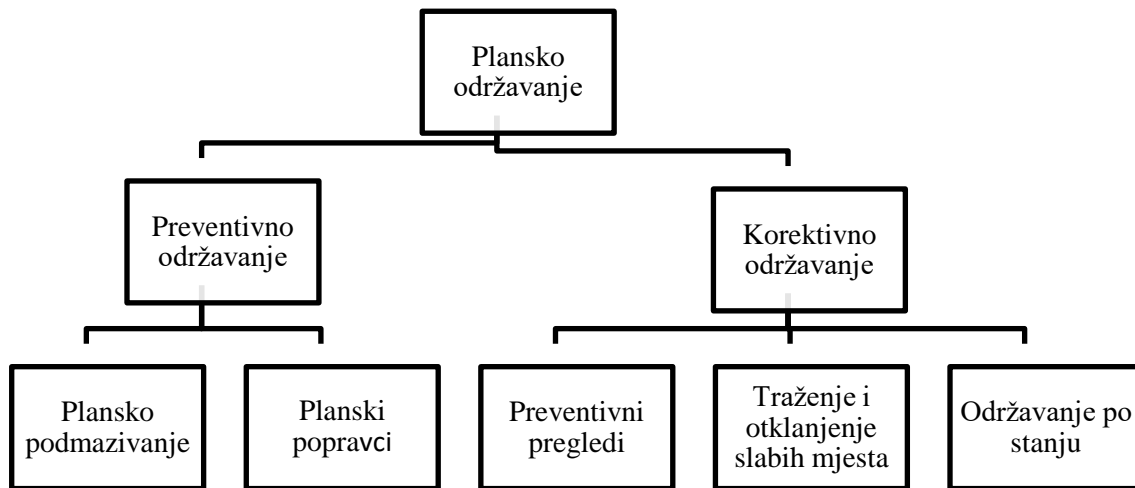 Plansko
održavanje
Preventivno
održavanje
Korektivno
održavanje
Plansko
podmazivanje
Planski
popravci
Preventivni
pregledi
Traženje i
otklanjenje
slabih mjesta
Održavanje po
stanju